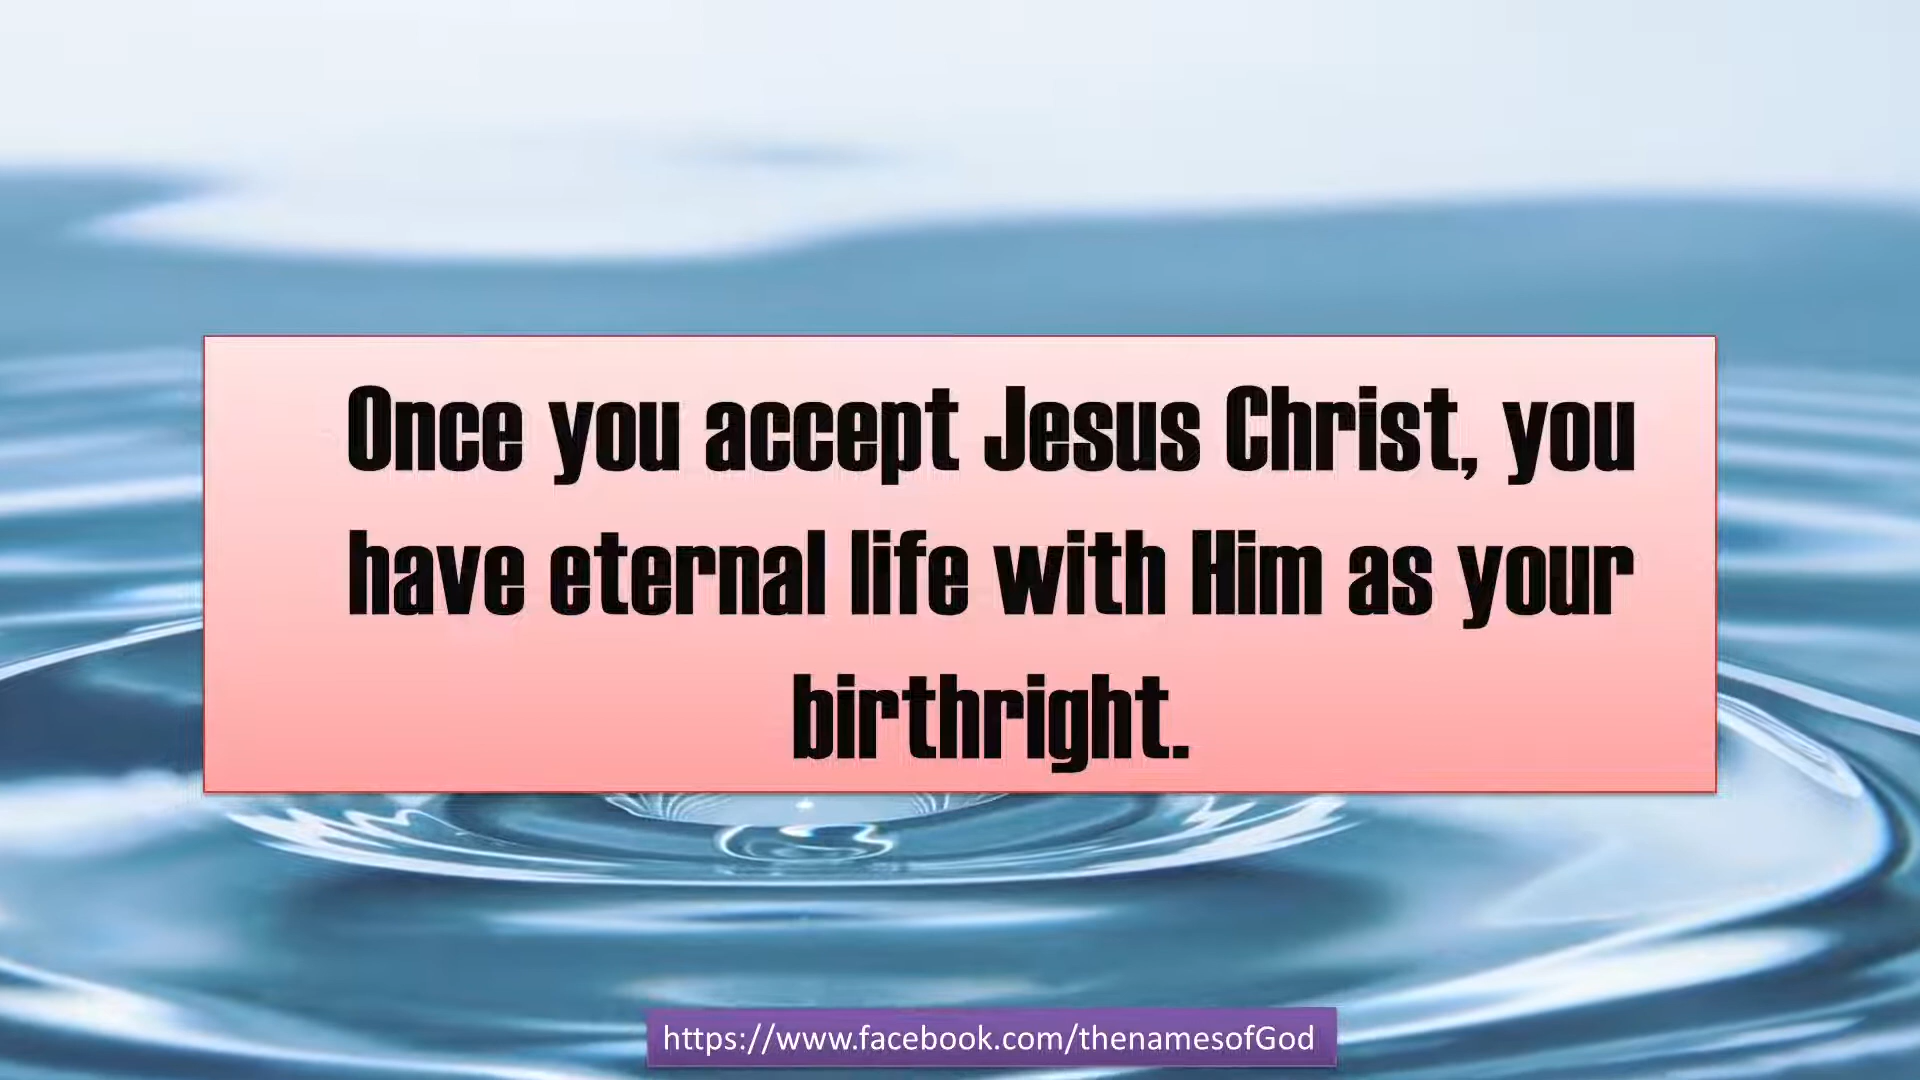 Once you accept Jesus Christ, you
have eternal life with Him as your
birthright.
https://www.facebook.com/thenamesofGod